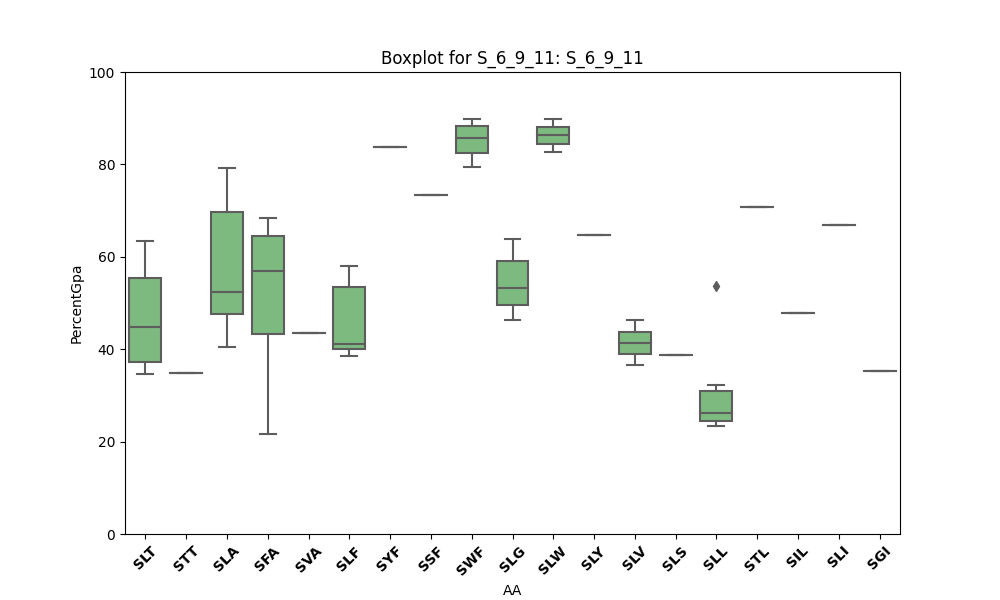 Boxplot for S_6_9_11: S_6_9_11
100
80
60
40
20
0
PercentGpa
SLT
STT
SLA
SFA
SVA
SLF
SYF
SSF
SWF
SLG
SLW
SLY
SLV
SLS
SLL
STL
SIL
SLI
SGI
AA